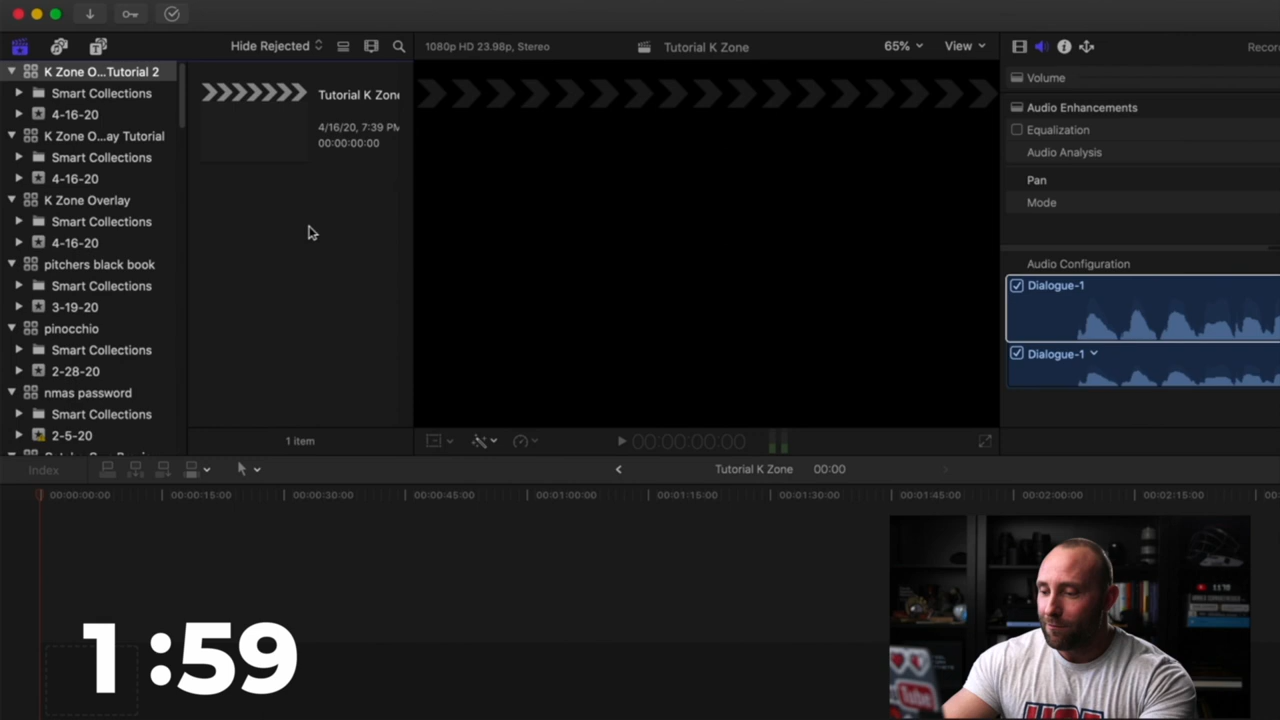 Hide Rejected
1080p HD 23.98p, Stereo
Tutorial K Zone
65%
View
K Zone O...Tutorial 2
Smart Collections
4-16-20
K Zone O...ay Tutorial
Smart Collections
4-16-20
K Zone Overlay
Smart Collections
4-16-20
pitchers black book
Smart Collections
3-19-20
pinocchio
Smart Collections
2-28-20
nmas password
Smart Collections
2-5-20
Tutorial K Zone
4/16/20, 7:39 PM
00:00:00:00
1 item
00:00:00:00
Volume
Audio Enhancements
Equalization
Audio Analysis
Pan
Mode
Audio Configuration
Dialogue-1
Dialogue-1
Index
Tutorial K Zone
00:00
00:00:00:00
00:00:15:00
00:00:30:00
00:00:45:00
00:01:00:00
00:01:15:00
00:01:30:00
00:01:45:00
00:02:00:00
00:02:15:00
1:59